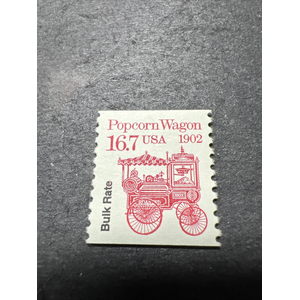 Popcorn Wagon
16.7 USA 1902
Bulk Rate